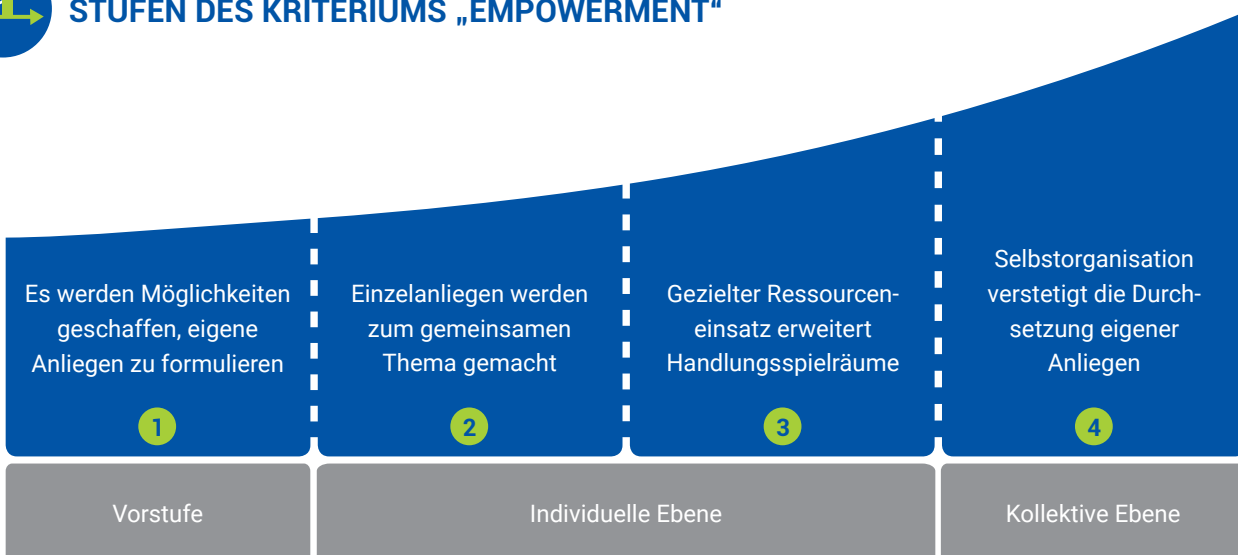 STUFEN DES KRITERIUMS „EMPOWERMENT“
Es werden Möglichkeiten
geschaffen, eigene
Anliegen zu formulieren
1
Einzelanliegen werden
zum gemeinsamen
Thema gemacht
2
Gezielter Ressourcen-
einsatz erweitert
Handlungsspielräume
3
Selbstorganisation
verstetigt die Durch-
setzung eigener
Anliegen
4
Vorstufe
Individuelle Ebene
Kollektive Ebene